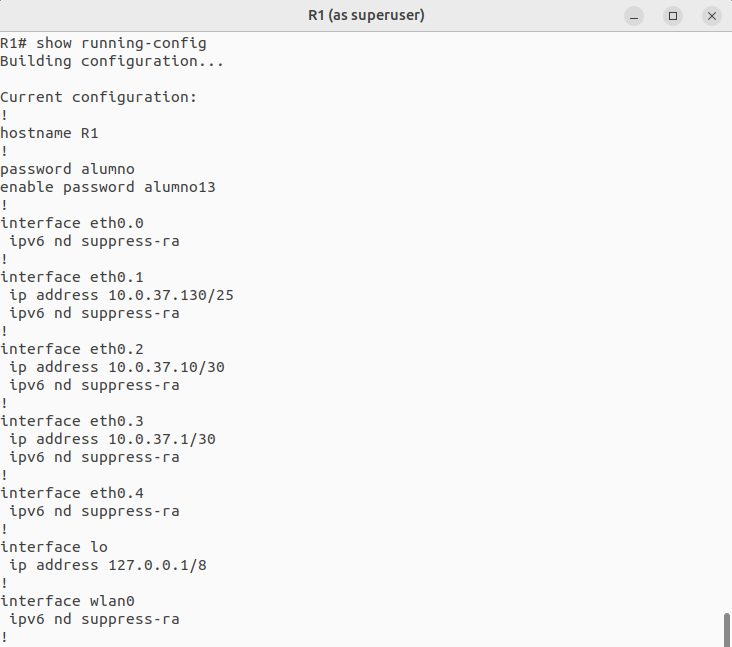 R1 (as superuser)
R1# show running-config
Building configuration...
Current configuration:
!
hostname R1
!
password alumno
enable password alumno13
!
interface eth0.0
 ipv6 nd suppress-ra
!
interface eth0.1
 ip address 10.0.37.130/25
 ipv6 nd suppress-ra
!
interface eth0.2
 ip address 10.0.37.10/30
 ipv6 nd suppress-ra
!
interface eth0.3
 ip address 10.0.37.1/30
 ipv6 nd suppress-ra
!
interface eth0.4
 ipv6 nd suppress-ra
!
interface lo
 ip address 127.0.0.1/8
!
interface wlan0
 ipv6 nd suppress-ra
!